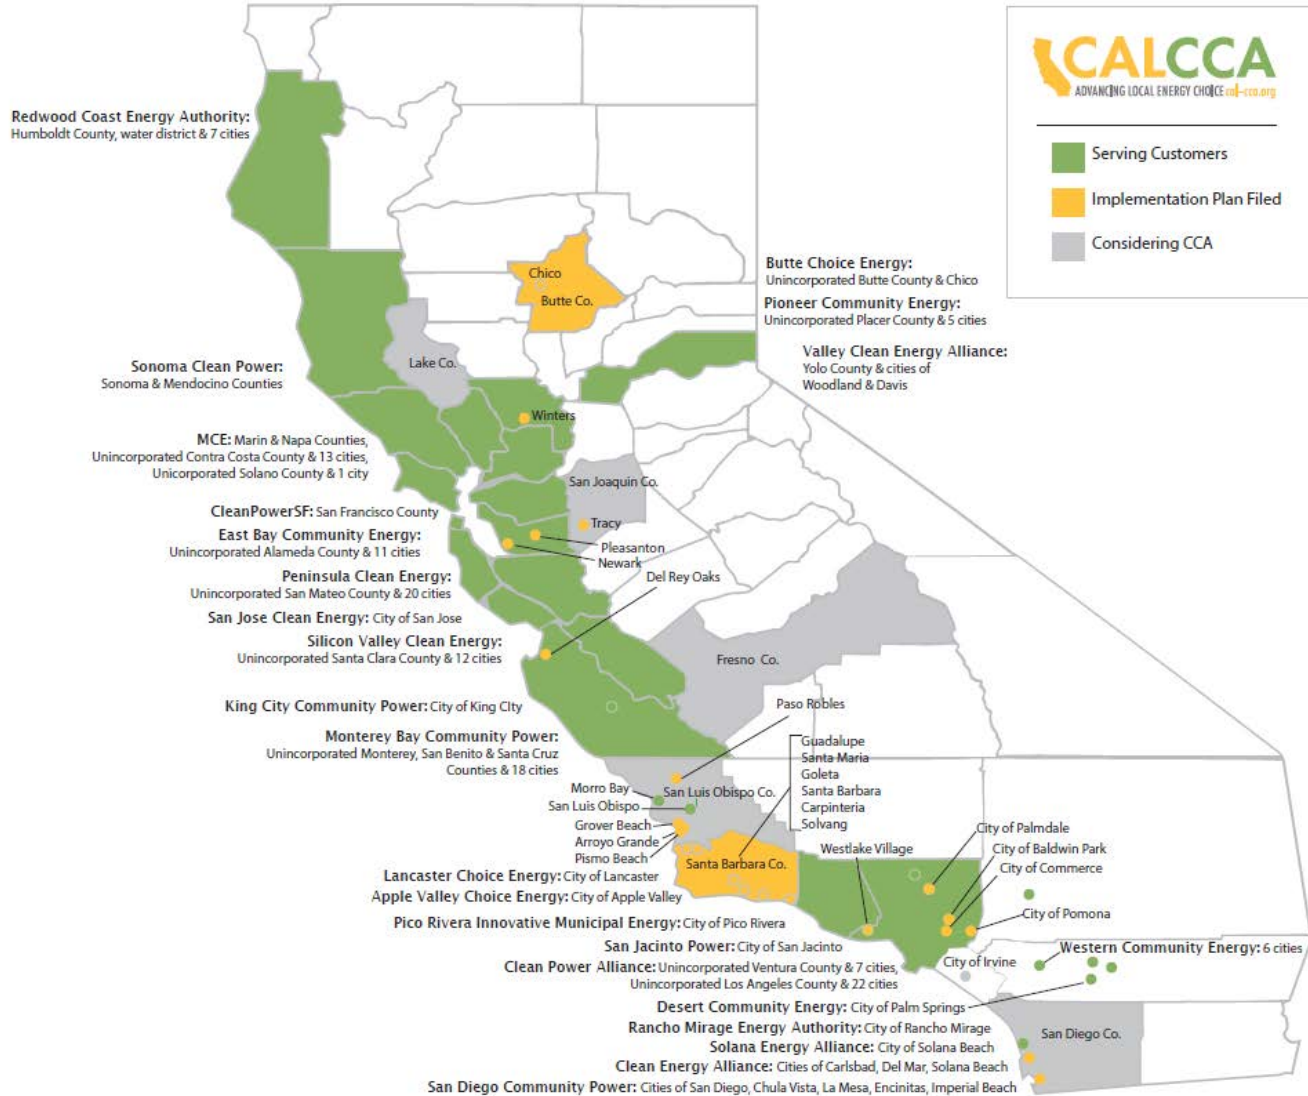 CALCCA
ADVANCING LOCAL ENERGY CHOICE cal-cca.org
Serving Customers
Implementation Plan Filed
Considering CCA
Redwood Coast Energy Authority:
Humboldt County, water district & 7 cities
Chico
Butte Co.
Butte Choice Energy:
Unincorporated Butte County & Chico
Pioneer Community Energy:
Unincorporated Placer County & 5 cities
Valley Clean Energy Alliance:
Yolo County & cities of
Woodland & Davis
Lake Co.
Sonoma Clean Power:
Sonoma & Mendocino Counties
Winters
MCE: Marin & Napa Counties,
Unincorporated Contra Costa County & 13 cities,
Unicorporated Solano County & 1 city
San Joaquin Co.
Tracy
CleanPowerSF: San Francisco County
East Bay Community Energy:
Unincorporated Alameda County & 11 cities
Pleasanton
Newark
Del Rey Oaks
Peninsula Clean Energy:
Unincorporated San Mateo County & 20 cities
San Jose Clean Energy: City of San Jose
Silicon Valley Clean Energy:
Unincorporated Santa Clara County & 12 cities
Fresno Co.
King City Community Power: City of King CIty
Paso Robles
Monterey Bay Community Power:
Unincorporated Monterey, San Benito & Santa Cruz
Counties & 18 cities
Guadalupe
Santa Maria
Goleta
Santa Barbara
Carpinteria
Solvang
Morro Bay
San Luis Obispo Co.
San Luis Obispo
Grover Beach
Arroyo Grande
Pismo Beach
Santa Barbara Co.
Westlake Village
City of Palmdale
City of Baldwin Park
City of Commerce
City of Pomona
Lancaster Choice Energy: City of Lancaster
Apple Valley Choice Energy: City of Apple Valley
Pico Rivera Innovative Municipal Energy: City of Pico Rivera
San Jacinto Power: City of San Jacinto
Western Community Energy: 6 cities
City of Irvine
Clean Power Alliance: Unincorporated Ventura County & 7 cities,
Unincorporated Los Angeles County & 22 cities
Desert Community Energy: City of Palm Springs
Rancho Mirage Energy Authority: City of Rancho Mirage
San Diego Co.
Solana Energy Alliance: City of Solana Beach
Clean Energy Alliance: Cities of Carlsbad, Del Mar, Solana Beach
San Diego Community Power: Cities of San Diego, Chula Vista, La Mesa, Encinitas, Imperial Beach